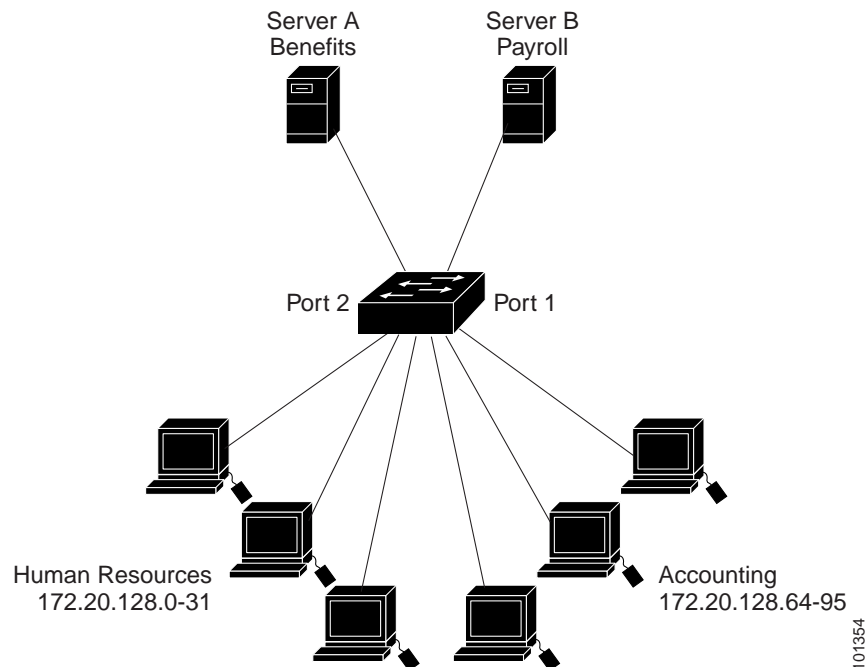 Server A
Benefits
Server B
Payroll
Port 2
Port 1
Human Resources
172.20.128.0-31
Accounting
172.20.128.64-95
101354